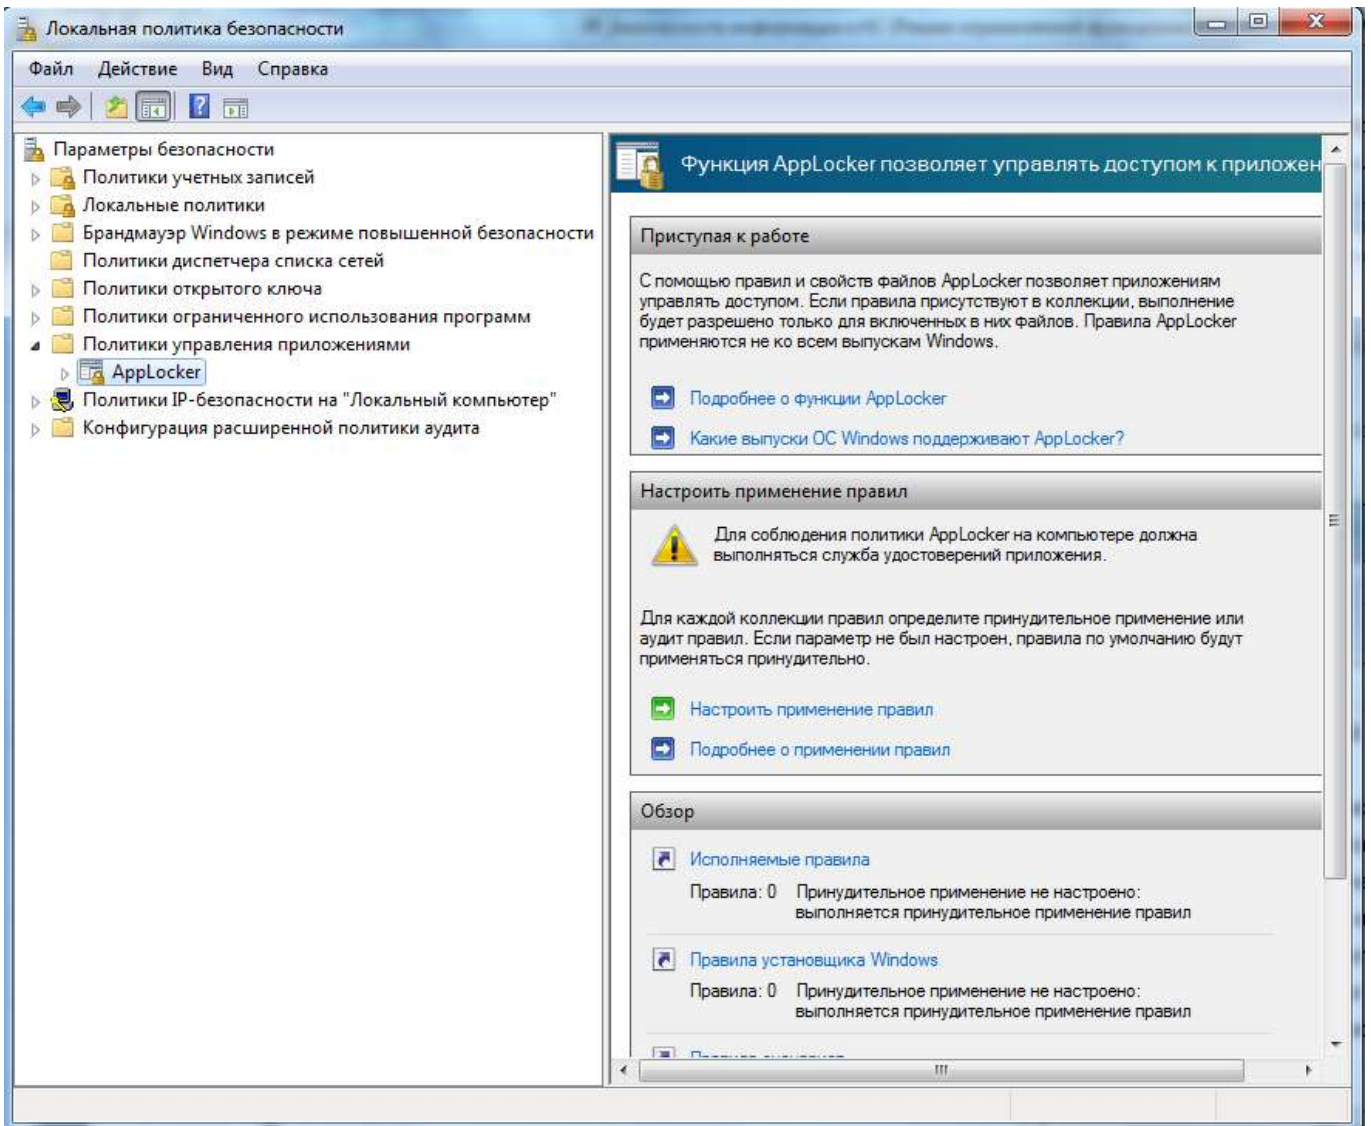 Локальная политика безопасности
Файл Действие Вид Справка
Параметры безопасности
Политики учетных записей
Локальные политики
Брандмауэр Windows в режиме повышенной безопасности
Политики диспетчера списка сетей
Политики открытого ключа
Политики ограниченного использования программ
Политики управления приложениями
AppLocker
Политики IP-безопасности на "Локальный компьютер"
Конфигурация расширенной политики аудита
Функция AppLocker позволяет управлять доступом к приложен
Приступая к работе
С помощью правил и свойств файлов AppLocker позволяет приложениям
управлять доступом. Если правила присутствуют в коллекции, выполнение
будет разрешено только для включенных в них файлов. Правила AppLocker
применяются не ко всем выпускам Windows.
Подробнее о функции AppLocker
Какие выпуски ОС Windows поддерживают AppLocker?
Настроить применение правил
Для соблюдения политики AppLocker на компьютере должна
выполняться служба удостоверений приложения.
Для каждой коллекции правил определите принудительное применение или
аудит правил. Если параметр не был настроен, правила по умолчанию будут
применяться принудительно.
Настроить применение правил
Подробнее о применении правил
Обзор
Исполняемые правила
Правила: 0 Принудительное применение не настроено:
выполняется принудительное применение правил
Правила установщика Windows
Правила: 0 Принудительное применение не настроено:
выполняется принудительное применение правил